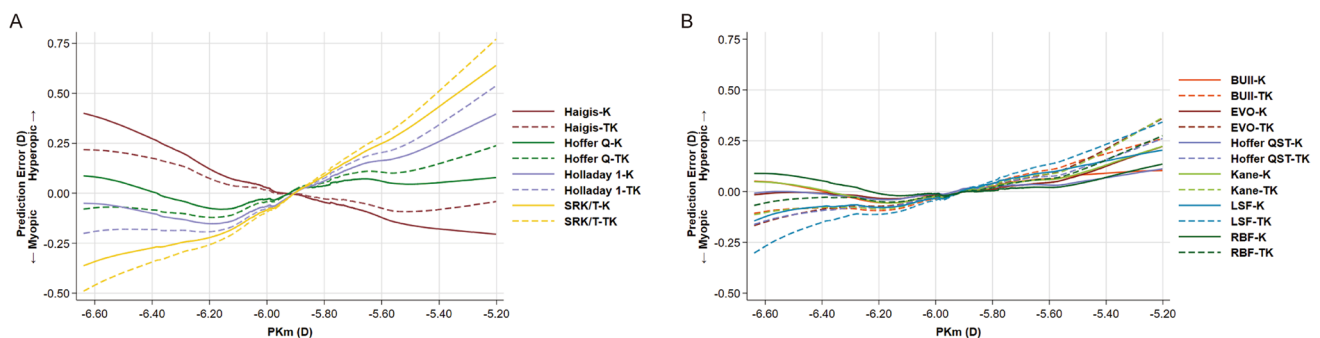 A
Prediction Error (D)
← Myopic Hyperopic →
0.75
0.50
0.25
0.00
-0.25
-0.50
-6.60 -6.40 -6.20 -6.00 -5.80 -5.60 -5.40 -5.20
PKm (D)
Haigis-K
Haigis-TK
Hoffer Q-K
Hoffer Q-TK
Holladay 1-K
Holladay 1-TK
SRK/T-K
SRK/T-TK
B
Prediction Error (D)
← Myopic Hyperopic →
0.75
0.50
0.25
0.00
-0.25
-0.50
-6.60 -6.40 -6.20 -6.00 -5.80 -5.60 -5.40 -5.20
PKm (D)
BUII-K
BUII-TK
EVO-K
EVO-TK
Hoffer QST-K
Hoffer QST-TK
Kane-K
Kane-TK
LSF-K
LSF-TK
RBF-K
RBF-TK